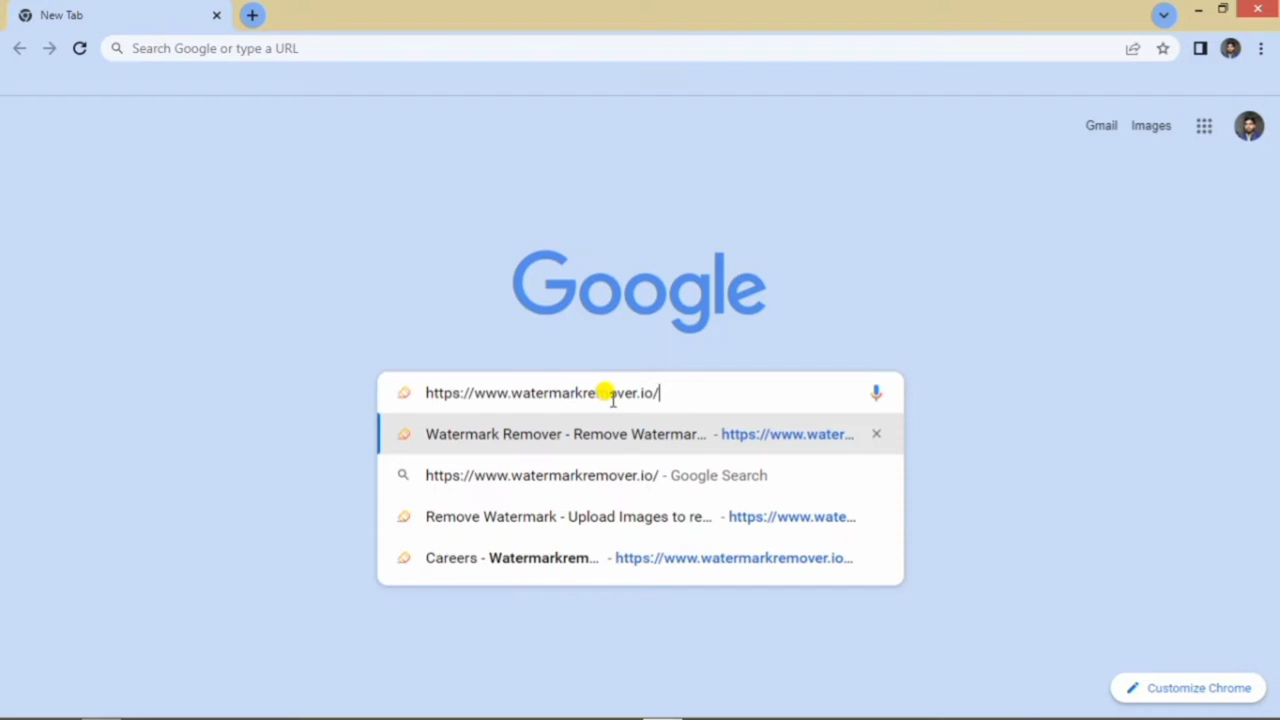 New Tab
Search Google or type a URL
Gmail Images
Google
https://www.watermarkremover.io/
Watermark Remover - Remove Watermar... - https://www.water...
https://www.watermarkremover.io/ - Google Search
Remove Watermark - Upload Images to re... - https://www.wate...
Careers - Watermarkrem... - https://www.watermarkremover.io...
Customize Chrome